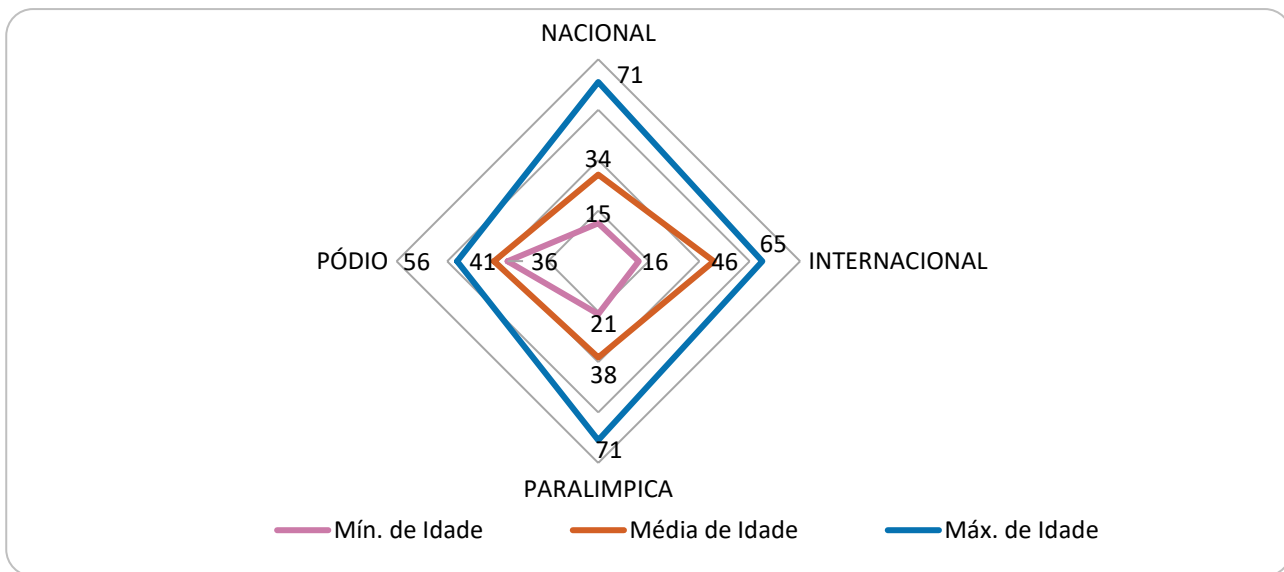 NACIONAL
71
34
15
PÓDIO 56 41 36 16 46 65 INTERNACIONAL
21
38
71
PARALIMPICA
Mín. de Idade Média de Idade Máx. de Idade